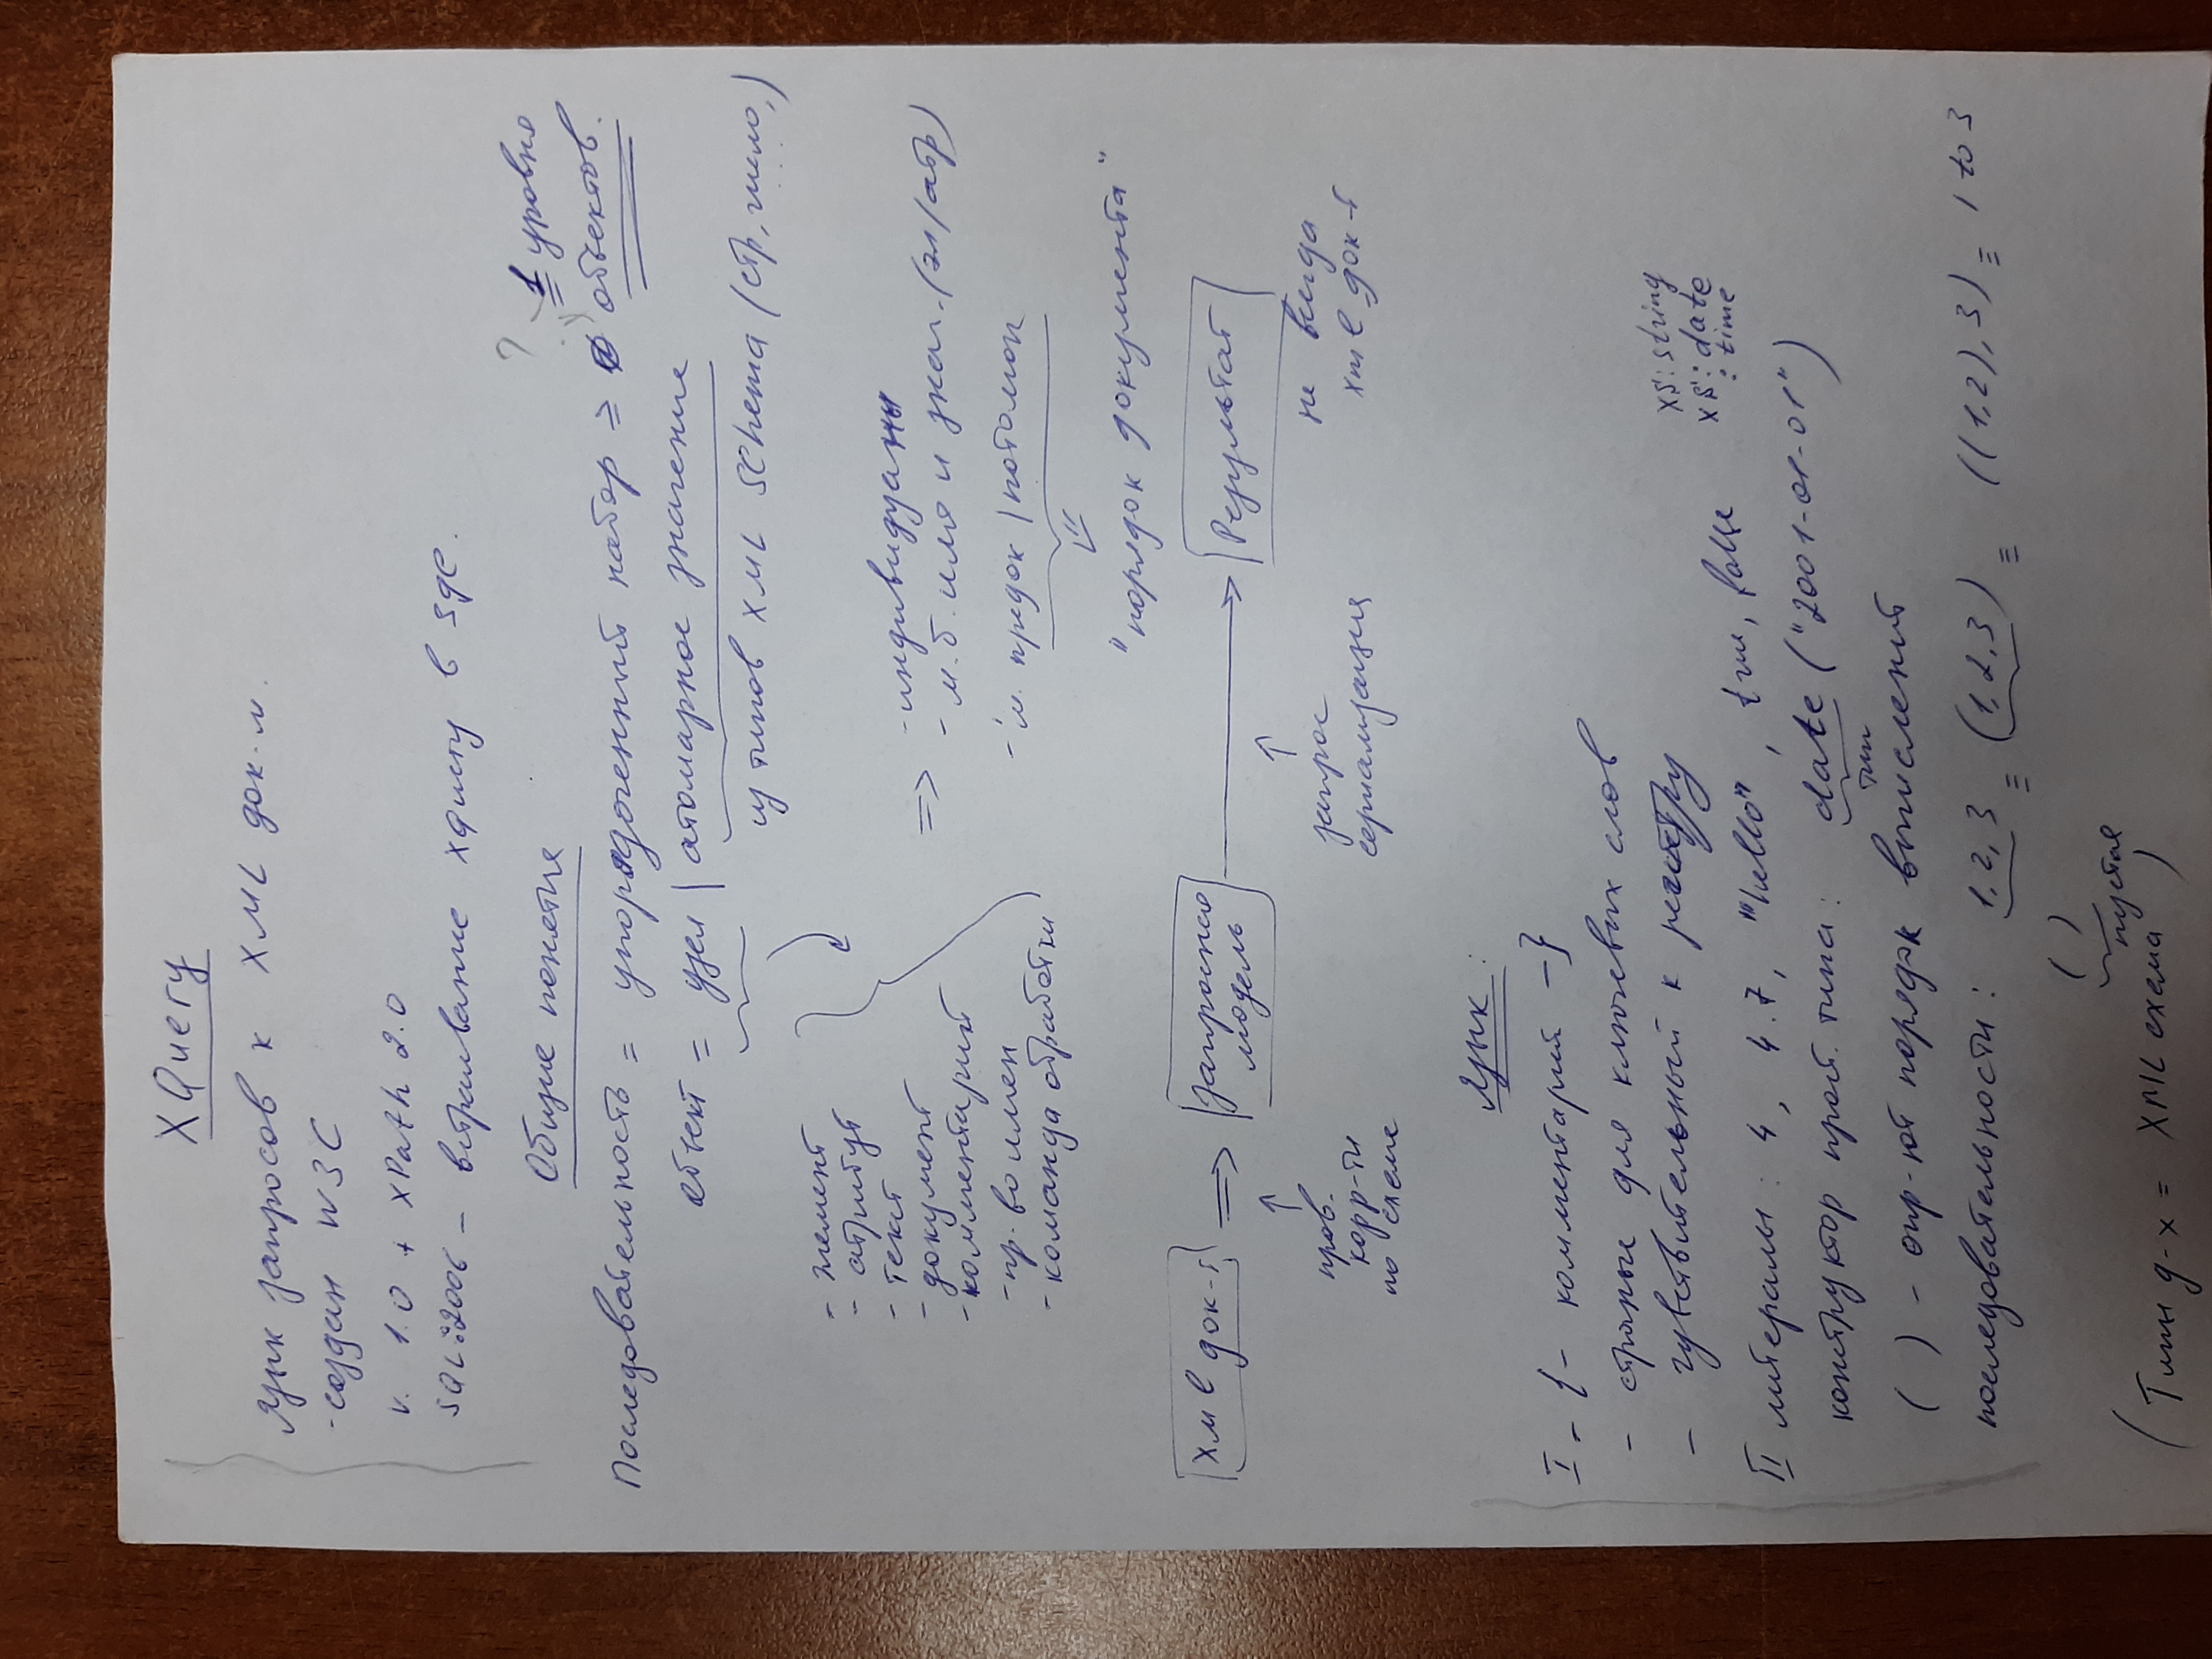 XQuery
Язык запросов к XML док-м.
- создан W3C
v. 1.0 + XPath 2.0
SQL:2006 – встраивание XQuery в
Общие понятия
? 1 уровня
Последовательность = упорядоченный набор ≥ 0 объектов.
объект = узел | атомарное значение
из типов XML Schema (стр, число, )
- элемент
- атрибут
- текст
- документ
- комментарий
- пр. во имен
- команда обработки
⇒ - индивидуальны
- м.б. имя и знач. (эл/атр)
- м. предок | потомок
"порядок документа"
xml док-т ⇒ запросная модель → Результат
пров. корр-ти по схеме
запрос
сериализация
не всегда
xml док-т
Язык:
I - {- комментарий -}
- строчные для ключевых слов
- чувствительный к регистру
xs:string
xs:date
:time
II литералы: 4, 4.7, "'hello"', true, false
конструктор прост. типа: date ("2001-01-01")
тип
( ) - опр-ют порядок вычислений
последовательности: 1,2,3 ≡ (1,2,3) ≡ ((1,2),3) ≡ 1 to 3
( )
пустая
(Типы д-х = XML схема)